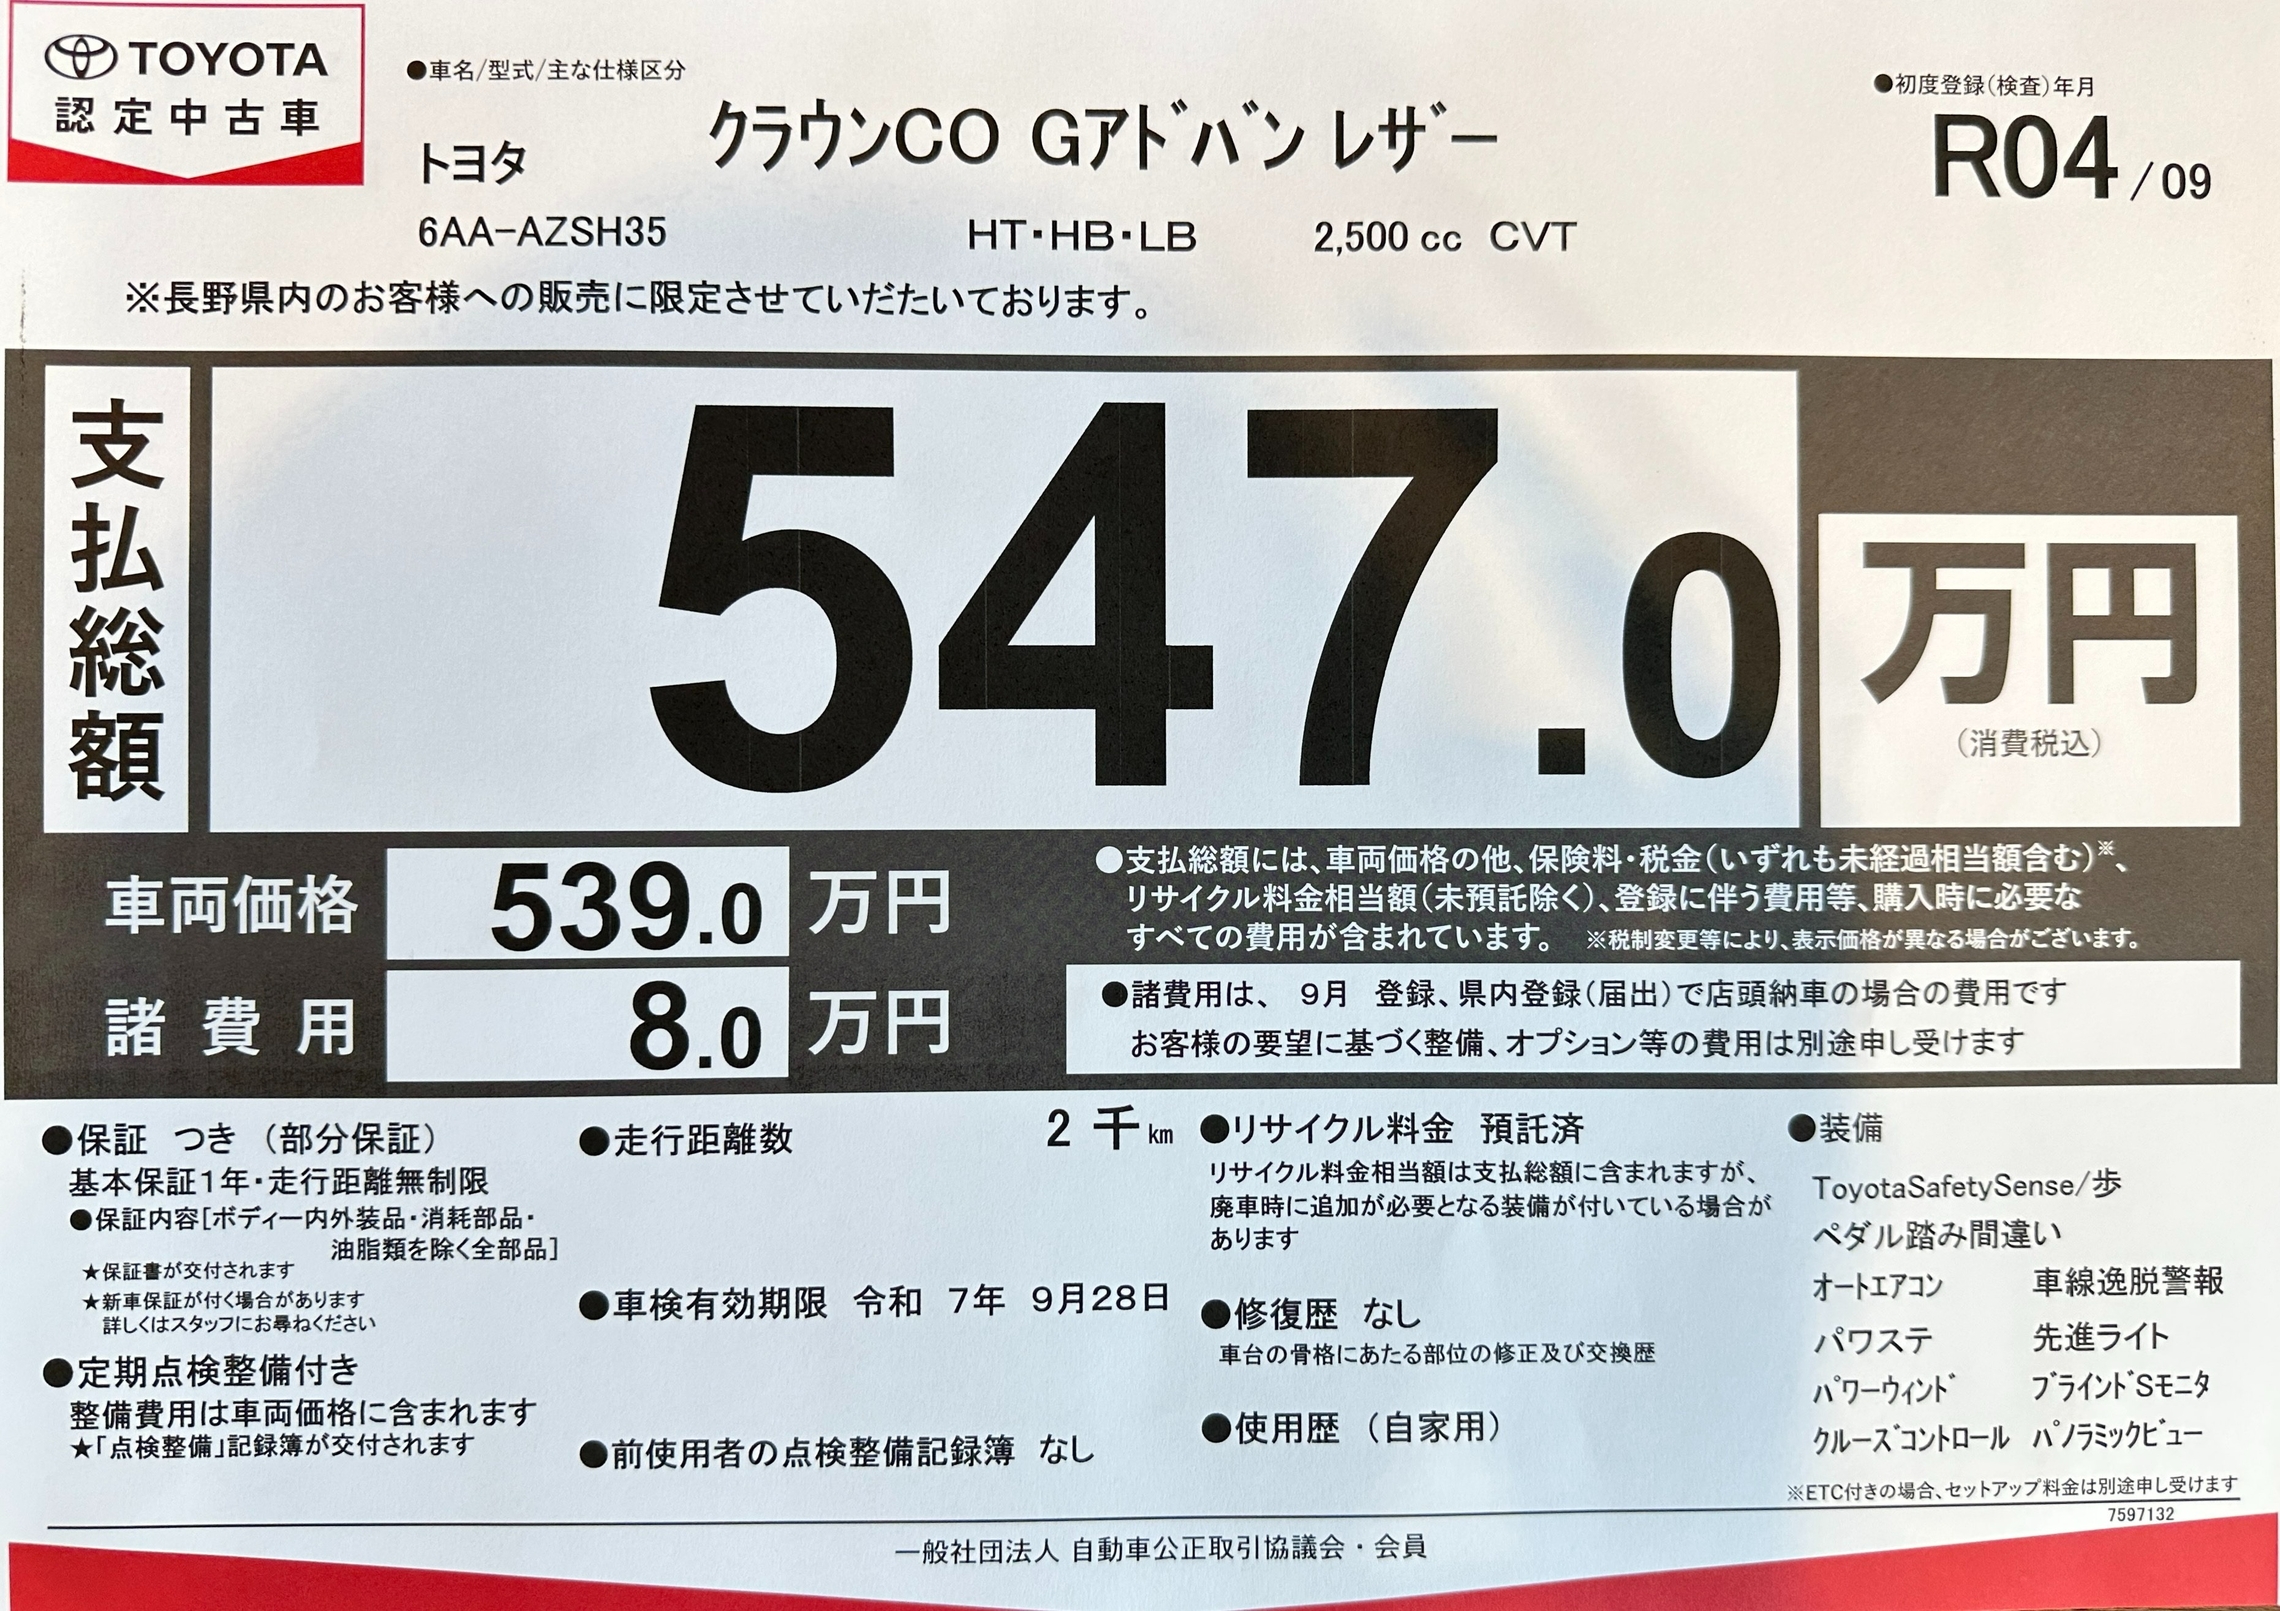 TOYOTA
認定中古車
●車名/型式/主な仕様区分
トヨタ
クラウンCO Gアドバン レザー
6AA-AZSH35
HT・HB・LB
2,500 cc CVT
●初度登録(検査)年月
R04/09
※長野県内のお客様への販売に限定させていだたいております。
支払総額
547.0
万円
(消費税込)
車両価格 539.0 万円
諸費用 8.0 万円
●支払総額には、車両価格の他、保険料・税金(いずれも未経過相当額含む)※、
リサイクル料金相当額(未預託除く)、登録に伴う費用等、購入時に必要な
すべての費用が含まれています。 ※税制変更等により、表示価格が異なる場合がございます。
●諸費用は、 9月 登録、県内登録(届出)で店頭納車の場合の費用です
お客様の要望に基づく整備、オプション等の費用は別途申し受けます
●保証 つき (部分保証)
基本保証1年・走行距離無制限
●保証内容[ボディー内外装品・消耗部品・
油脂類を除く全部品]
★保証書が交付されます
★新車保証が付く場合があります
詳しくはスタッフにお尋ねください
●定期点検整備付き
整備費用は車両価格に含まれます
★「点検整備」記録簿が交付されます
●走行距離数 2 千km
●車検有効期限 令和 7年 9月28日
●前使用者の点検整備記録簿 なし
●リサイクル料金 預託済
リサイクル料金相当額は支払総額に含まれますが、
廃車時に追加が必要となる装備が付いている場合が
あります
●修復歴 なし
車台の骨格にあたる部位の修正及び交換歴
●使用歴 (自家用)
●装備
ToyotaSafetySense/歩
ペダル踏み間違い
オートエアコン 車線逸脱警報
パワステ 先進ライト
パワーウィンド ブラインドSモニタ
クルーズコントロール パノラミックビュー
※ETC付きの場合、セットアップ料金は別途申し受けます
7597132
一般社団法人 自動車公正取引協議会・会員